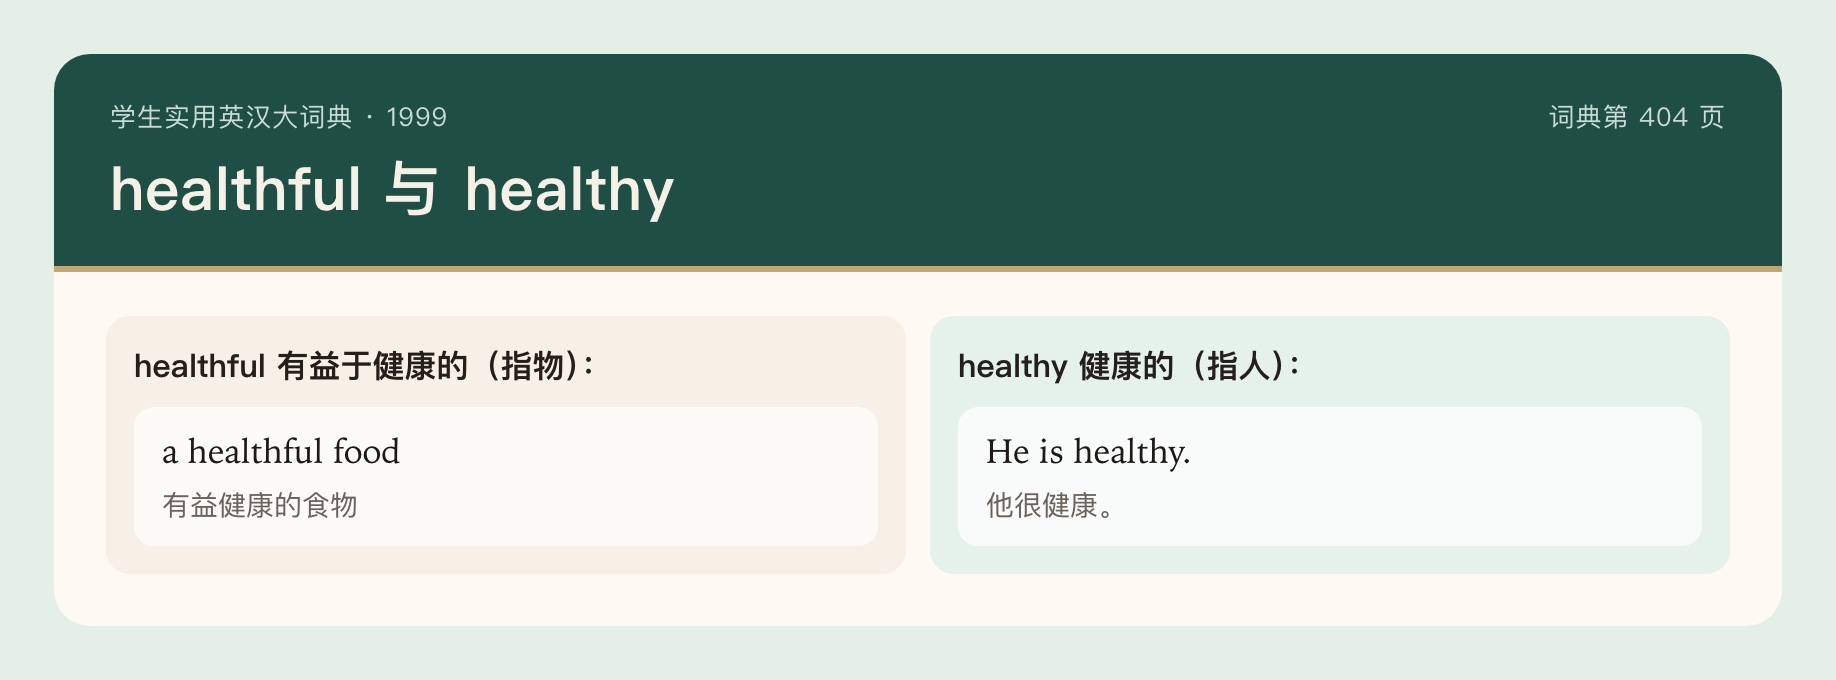 学生实用英汉大词典 · 1999
词典第 404 页
healthful 与 healthy
healthful 有益于健康的（指物）：
a healthful food
有益健康的食物
healthy 健康的（指人）：
He is healthy.
他很健康。